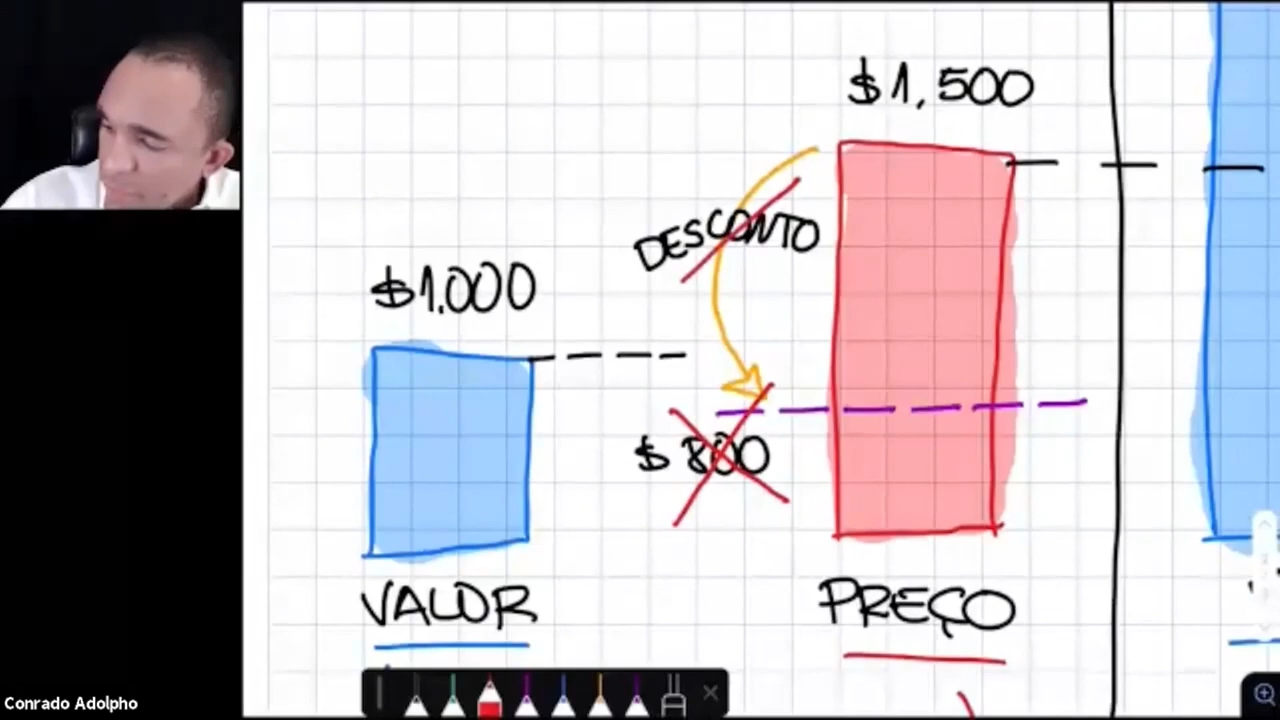 $1,500
DESCONTO
$1.000
$800
VALOR
PREÇO
Conrado Adolpho